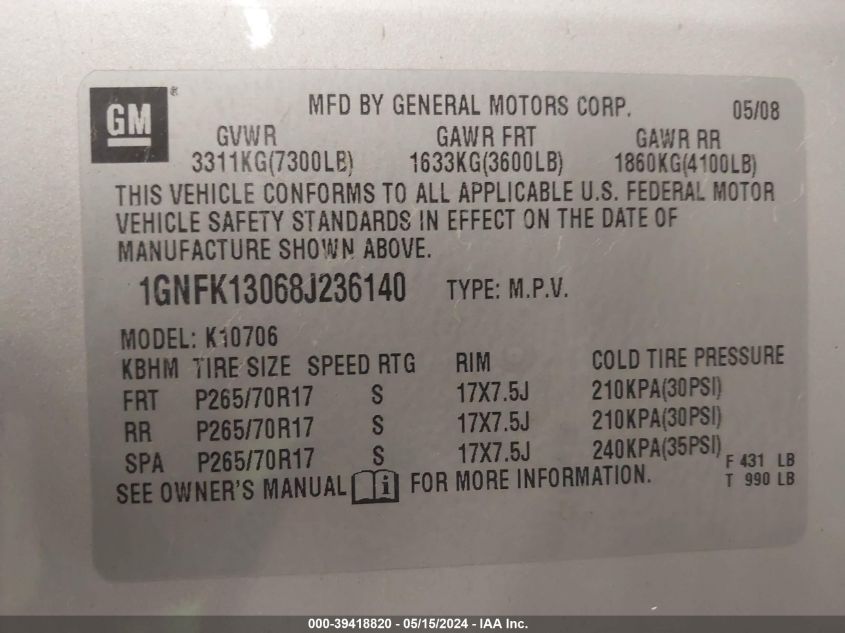 GM®
MFD BY GENERAL MOTORS CORP. 05/08
GVWR GAWR FRT GAWR RR
3311KG(7300LB) 1633KG(3600LB) 1860KG(4100LB)
THIS VEHICLE CONFORMS TO ALL APPLICABLE U.S. FEDERAL MOTOR
VEHICLE SAFETY STANDARDS IN EFFECT ON THE DATE OF
MANUFACTURE SHOWN ABOVE.
1GNFK13068J236140 TYPE: M.P.V.
MODEL: K10706
KBHM TIRE SIZE SPEED RTG RIM COLD TIRE PRESSURE
FRT P265/70R17 S 17X7.5J 210KPA(30PSI)
RR P265/70R17 S 17X7.5J 210KPA(30PSI)
SPA P265/70R17 S 17X7.5J 240KPA(35PSI)
F 431 LB
SEE OWNER'S MANUAL i FOR MORE INFORMATION.
T 990 LB
000-39418820 - 05/15/2024 - IAA Inc.